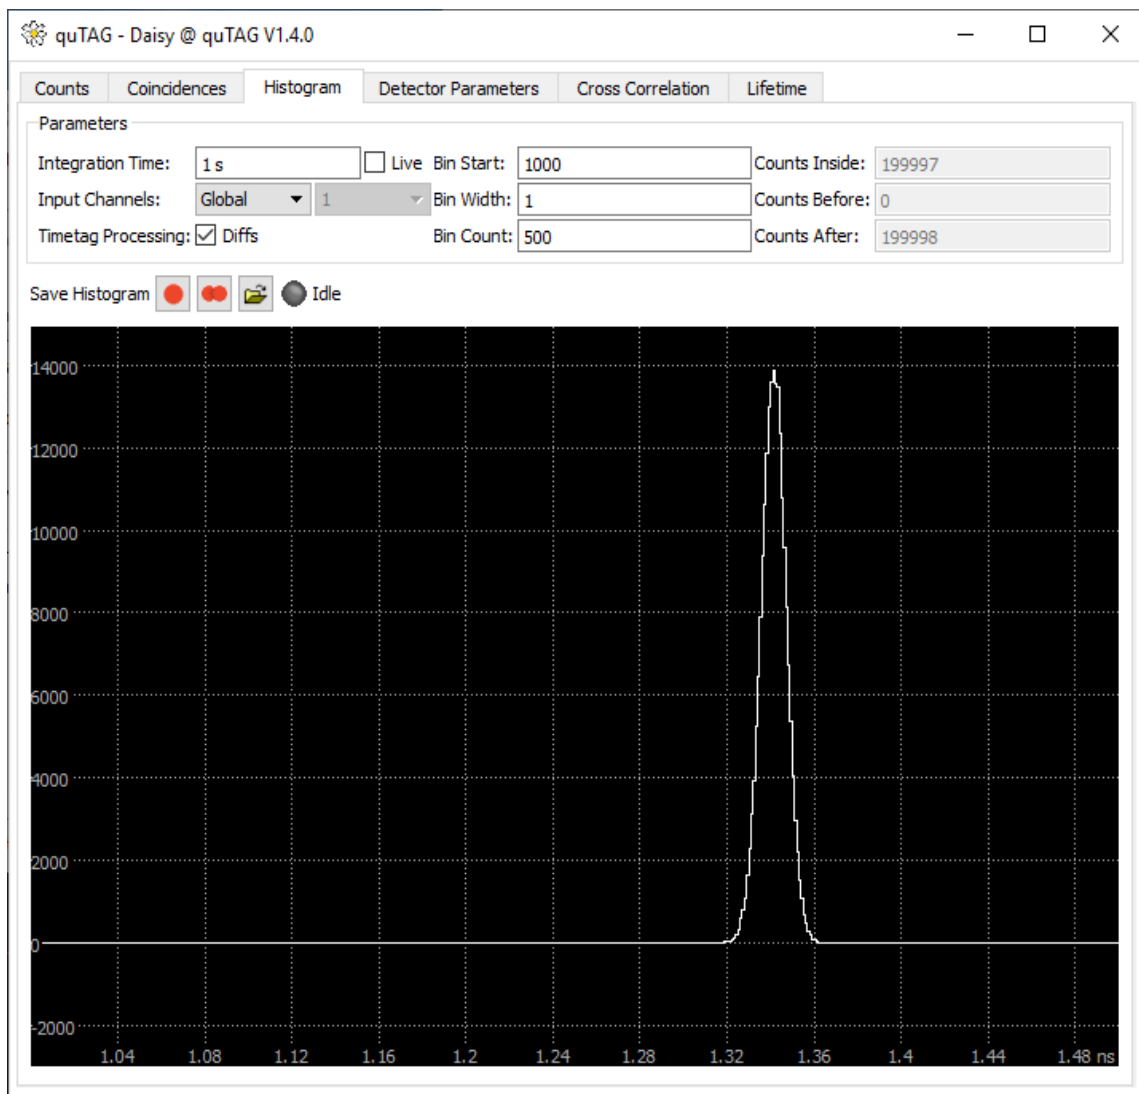 quTAG - Daisy @ quTAG V1.4.0
Counts Coincidences Histogram Detector Parameters Cross Correlation Lifetime
Parameters
Integration Time: 1 s Live Bin Start: 1000 Counts Inside: 199997
Input Channels: Global 1 Bin Width: 1 Counts Before: 0
Timetag Processing: Diffs Bin Count: 500 Counts After: 199998
Save Histogram Idle
14000
12000
10000
8000
6000
4000
2000
0
-2000
1.04 1.08 1.12 1.16 1.2 1.24 1.28 1.32 1.36 1.4 1.44 1.48 ns